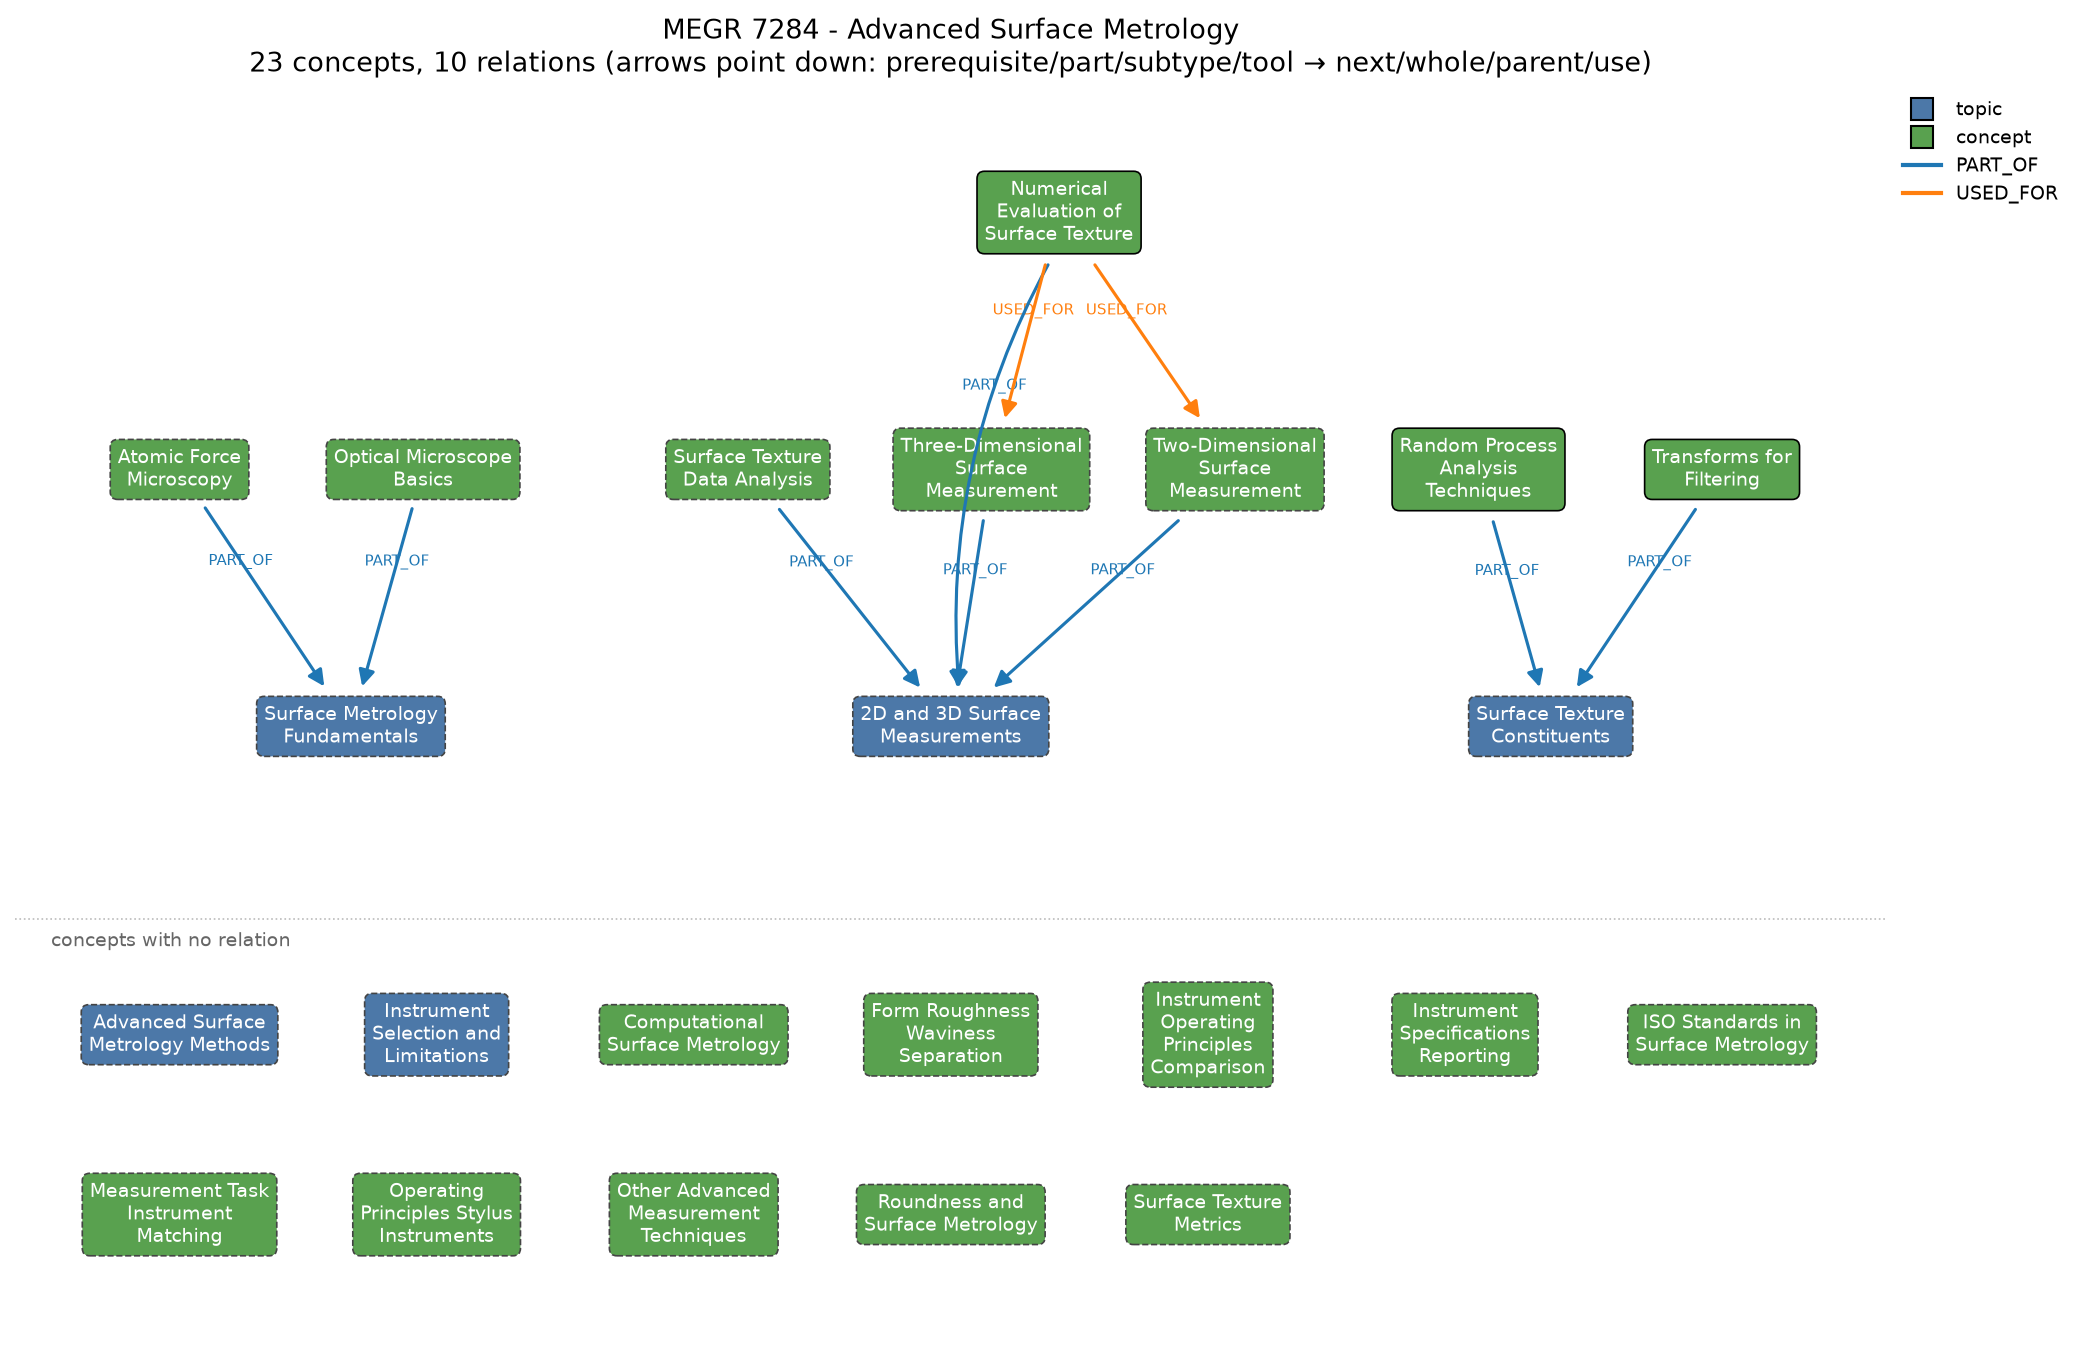 MEGR 7284 - Advanced Surface Metrology
23 concepts, 10 relations (arrows point down: prerequisite/part/subtype/tool → next/whole/parent/use)
topic
concept
PART_OF
USED_FOR
Numerical
Evaluation of
Surface Texture
USED_FOR
USED_FOR
PART_OF
Atomic Force
Microscopy
Optical Microscope
Basics
Surface Texture
Data Analysis
Three-Dimensional
Surface
Measurement
Two-Dimensional
Surface
Measurement
Random Process
Analysis
Techniques
Transforms for
Filtering
PART_OF
PART_OF
PART_OF
PART_OF
PART_OF
PART_OF
PART_OF
Surface Metrology
Fundamentals
2D and 3D Surface
Measurements
Surface Texture
Constituents
concepts with no relation
Advanced Surface
Metrology Methods
Instrument
Selection and
Limitations
Computational
Surface Metrology
Form Roughness
Waviness
Separation
Instrument
Operating
Principles
Comparison
Instrument
Specifications
Reporting
ISO Standards in
Surface Metrology
Measurement Task
Instrument
Matching
Operating
Principles Stylus
Instruments
Other Advanced
Measurement
Techniques
Roundness and
Surface Metrology
Surface Texture
Metrics